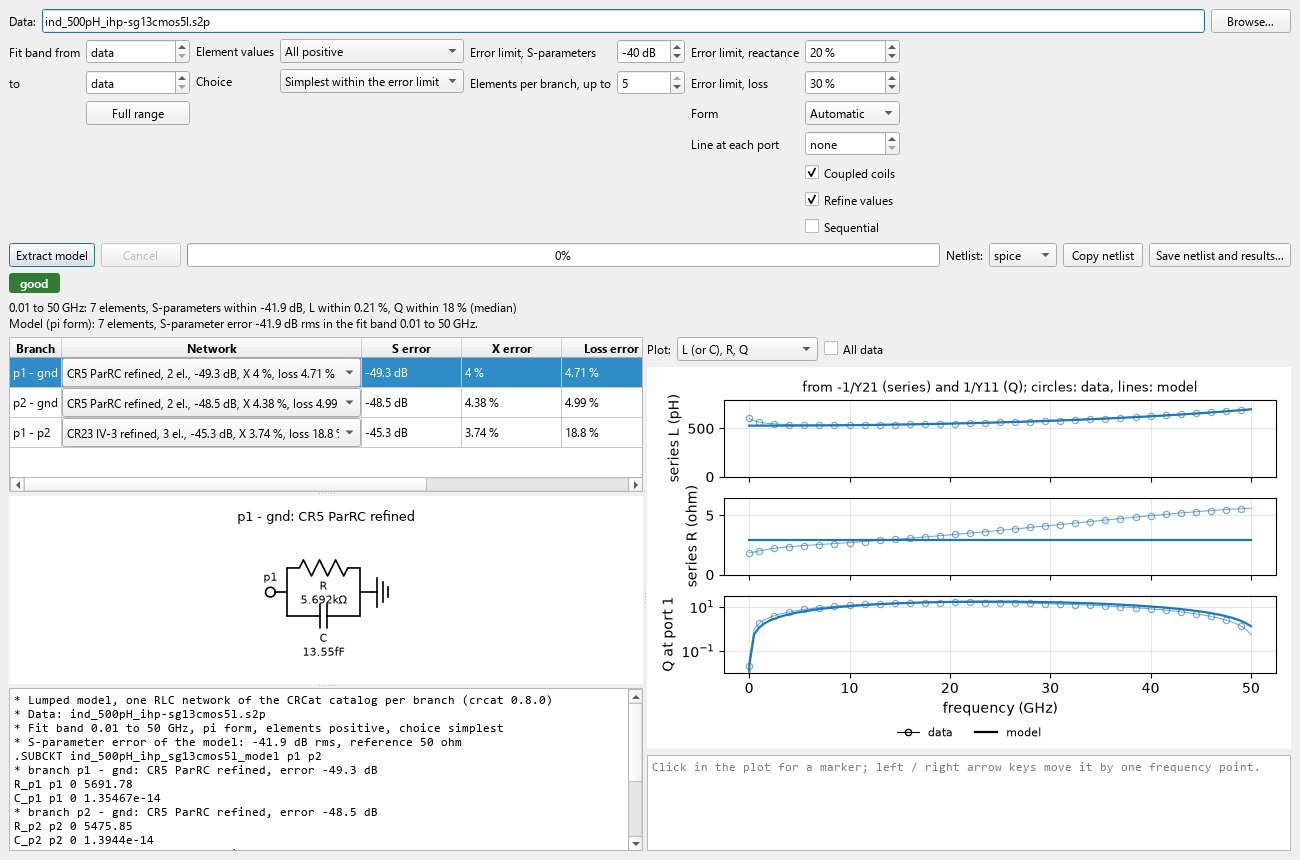 Data: ind_500pH_ihp-sg13cmos5l.s2p Browse...
Fit band from data Element values All positive Error limit, S-parameters -40 dB Error limit, reactance 20 %
to data Choice Simplest within the error limit Elements per branch, up to 5 Error limit, loss 30 %
Full range Form Automatic
Line at each port none
Coupled coils
Refine values
Sequential
Extract model Cancel 0% Netlist: spice Copy netlist Save netlist and results...
good
0.01 to 50 GHz: 7 elements, S-parameters within -41.9 dB, L within 0.21 %, Q within 18 % (median)
Model (pi form): 7 elements, S-parameter error -41.9 dB rms in the fit band 0.01 to 50 GHz.
Branch Network S error X error Loss error
p1 - gnd CR5 ParRC refined, 2 el., -49.3 dB, X 4 %, loss 4.71 % -49.3 dB 4 % 4.71 %
p2 - gnd CR5 ParRC refined, 2 el., -48.5 dB, X 4.38 %, loss 4.99 -48.5 dB 4.38 % 4.99 %
p1 - p2 CR23 IV-3 refined, 3 el., -45.3 dB, X 3.74 %, loss 18.8 % -45.3 dB 3.74 % 18.8 %
p1 - gnd: CR5 ParRC refined
p1
R
5.692kΩ
C
13.55fF
* Lumped model, one RLC network of the CRCat catalog per branch (crcat 0.8.0)
* Data: ind_500pH_ihp-sg13cmos5l.s2p
* Fit band 0.01 to 50 GHz, pi form, elements positive, choice simplest
* S-parameter error of the model: -41.9 dB rms, reference 50 ohm
.SUBCKT ind_500pH_ihp_sg13cmos5l_model p1 p2
* branch p1 - gnd: CR5 ParRC refined, error -49.3 dB
R_p1 p1 0 5691.78
C_p1 p1 0 1.35467e-14
* branch p2 - gnd: CR5 ParRC refined, error -48.5 dB
R_p2 p2 0 5475.85
C_p2 p2 0 1.3944e-14
Plot: L (or C), R, Q All data
from -1/Y21 (series) and 1/Y11 (Q); circles: data, lines: model
series L (pH)
500
0
series R (ohm)
5
0
Q at port 1
10¹
10⁻¹
0 10 20 30 40 50
frequency (GHz)
data model
Click in the plot for a marker; left / right arrow keys move it by one frequency point.